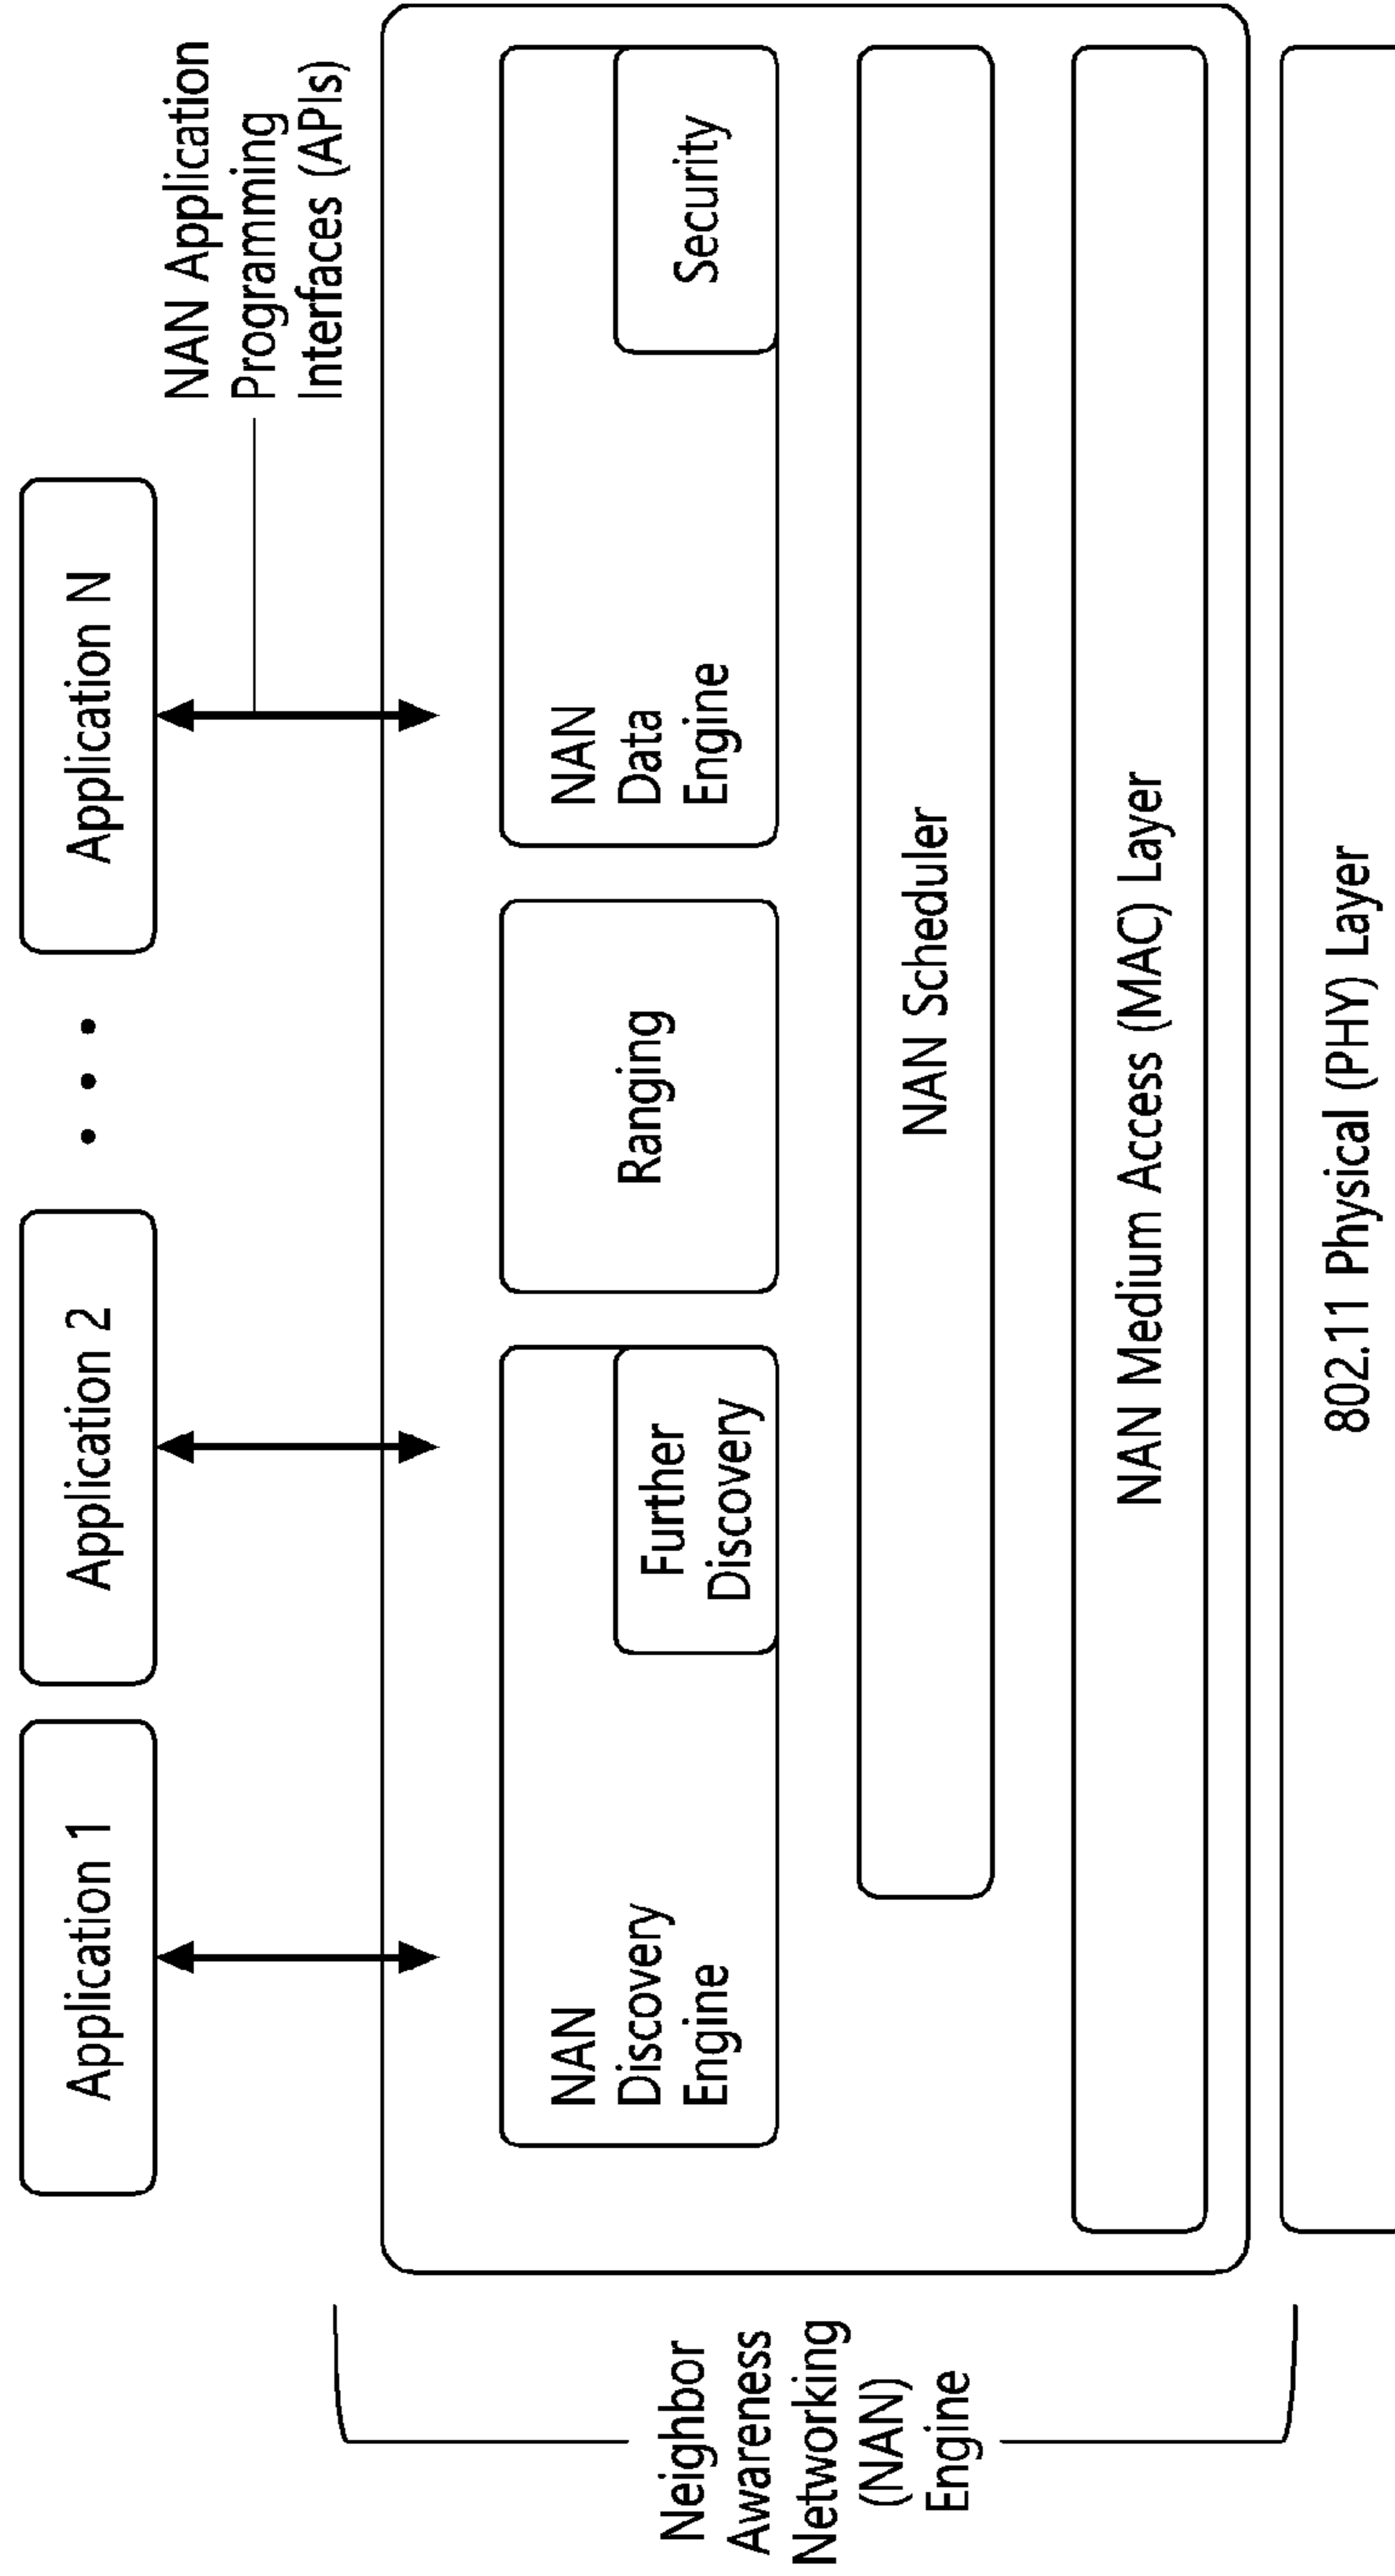 Application 1
Application 2
• • •
Application N
NAN Application
Programming
Interfaces (APIs)
Neighbor
Awareness
Networking
(NAN)
Engine
NAN
Discovery
Engine
Further
Discovery
Ranging
NAN
Data
Engine
Security
NAN Scheduler
NAN Medium Access (MAC) Layer
802.11 Physical (PHY) Layer